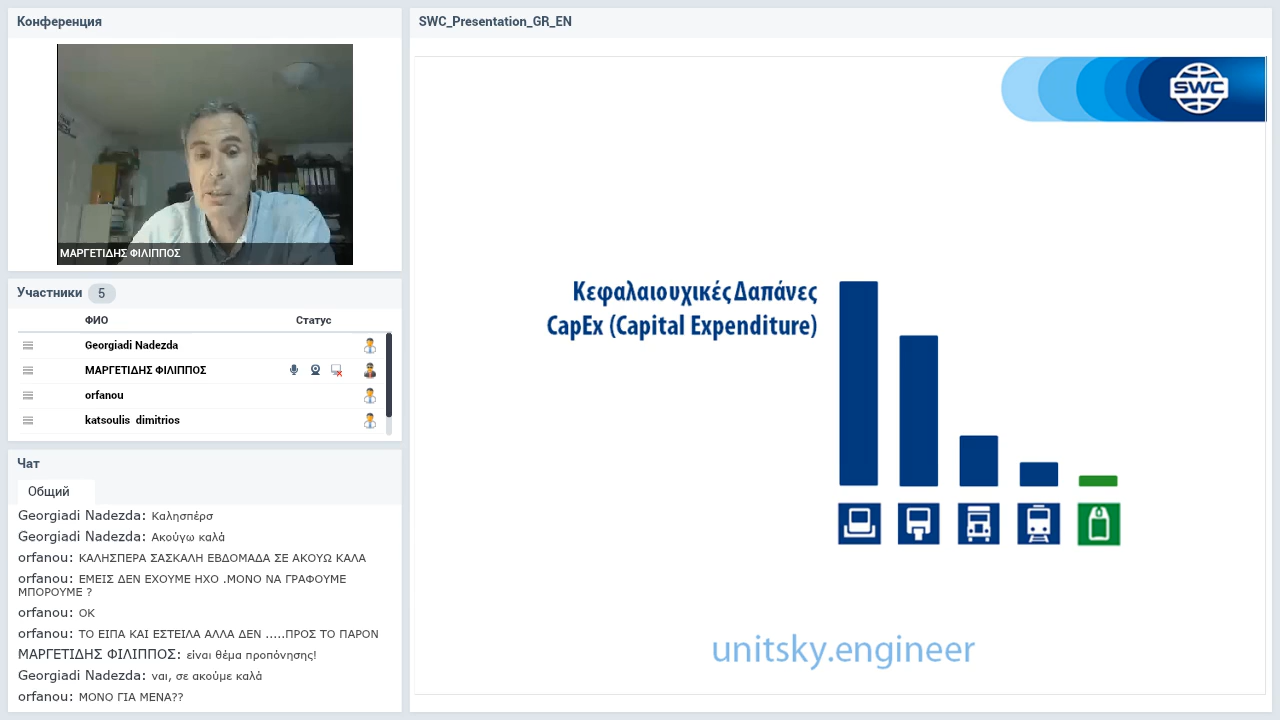 Конференция
ΜΑΡΓΕΤΙΔΗΣ ΦΙΛΙΠΠΟΣ
Участники 5
ФИО Статус
Georgiadi Nadezda
ΜΑΡΓΕΤΙΔΗΣ ΦΙΛΙΠΠΟΣ
orfanou
katsoulis dimitrios
Чат
Общий
Georgiadi Nadezda: Καλησπέρσ
Georgiadi Nadezda: Ακούγω καλά
orfanou: ΚΑΛΗΣΠΕΡΑ ΣΑΣΚΑΛΗ ΕΒΔΟΜΑΔΑ ΣΕ ΑΚΟΥΩ ΚΑΛΑ
orfanou: ΕΜΕΙΣ ΔΕΝ ΕΧΟΥΜΕ ΗΧΟ .ΜΟΝΟ ΝΑ ΓΡΑΦΟΥΜΕ
ΜΠΟΡΟΥΜΕ ?
orfanou: ΟΚ
orfanou: ΤΟ ΕΙΠΑ ΚΑΙ ΕΣΤΕΙΛΑ ΑΛΛΑ ΔΕΝ .....ΠΡΟΣ ΤΟ ΠΑΡΟΝ
ΜΑΡΓΕΤΙΔΗΣ ΦΙΛΙΠΠΟΣ: είναι θέμα προπόνησης!
Georgiadi Nadezda: ναι, σε ακούμε καλά
orfanou: ΜΟΝΟ ΓΙΑ ΜΕΝΑ??
SWC_Presentation_GR_EN
SWC
Κεφαλαιουχικές Δαπάνες
CapEx (Capital Expenditure)
unitsky.engineer